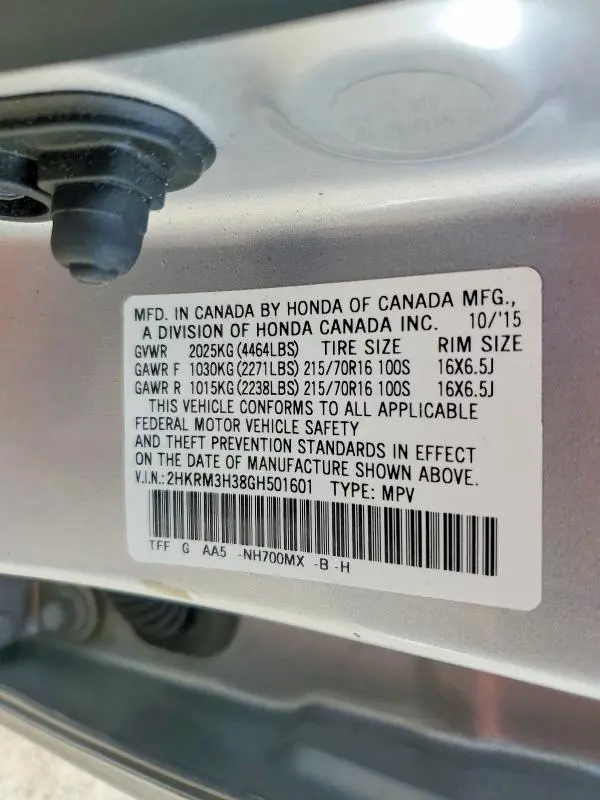 MFD. IN CANADA BY HONDA OF CANADA MFG.,
A DIVISION OF HONDA CANADA INC. 10/'15
GVWR 2025KG(4464LBS) TIRE SIZE RIM SIZE
GAWR F 1030KG(2271LBS) 215/70R16 100S 16X6.5J
GAWR R 1015KG(2238LBS) 215/70R16 100S 16X6.5J
THIS VEHICLE CONFORMS TO ALL APPLICABLE
FEDERAL MOTOR VEHICLE SAFETY
AND THEFT PREVENTION STANDARDS IN EFFECT
ON THE DATE OF MANUFACTURE SHOWN ABOVE.
V.I.N.: 2HKRM3H38GH501601 TYPE: MPV
TFF G AA5 -NH700MX -B -H